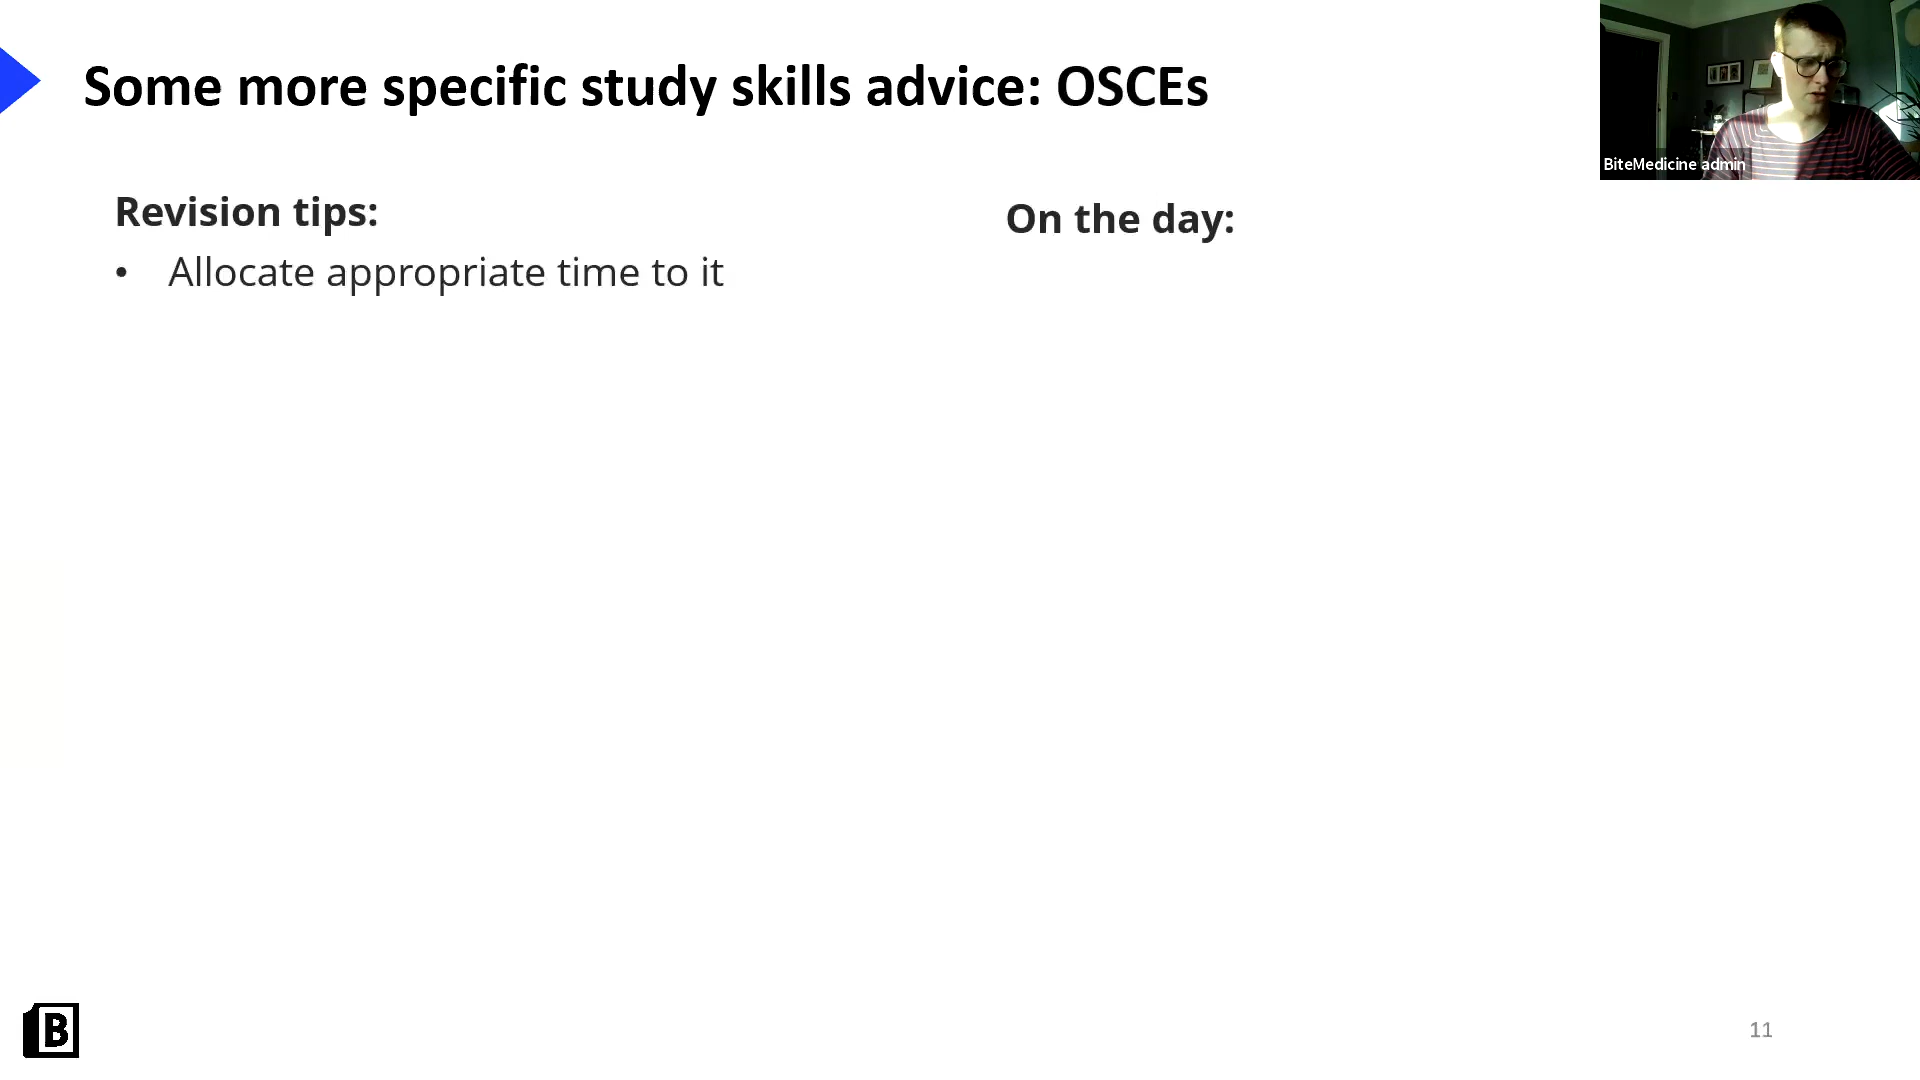 Some more specific study skills advice: OSCEs
BiteMedicine admin
Revision tips:
• Allocate appropriate time to it
On the day:
B
11